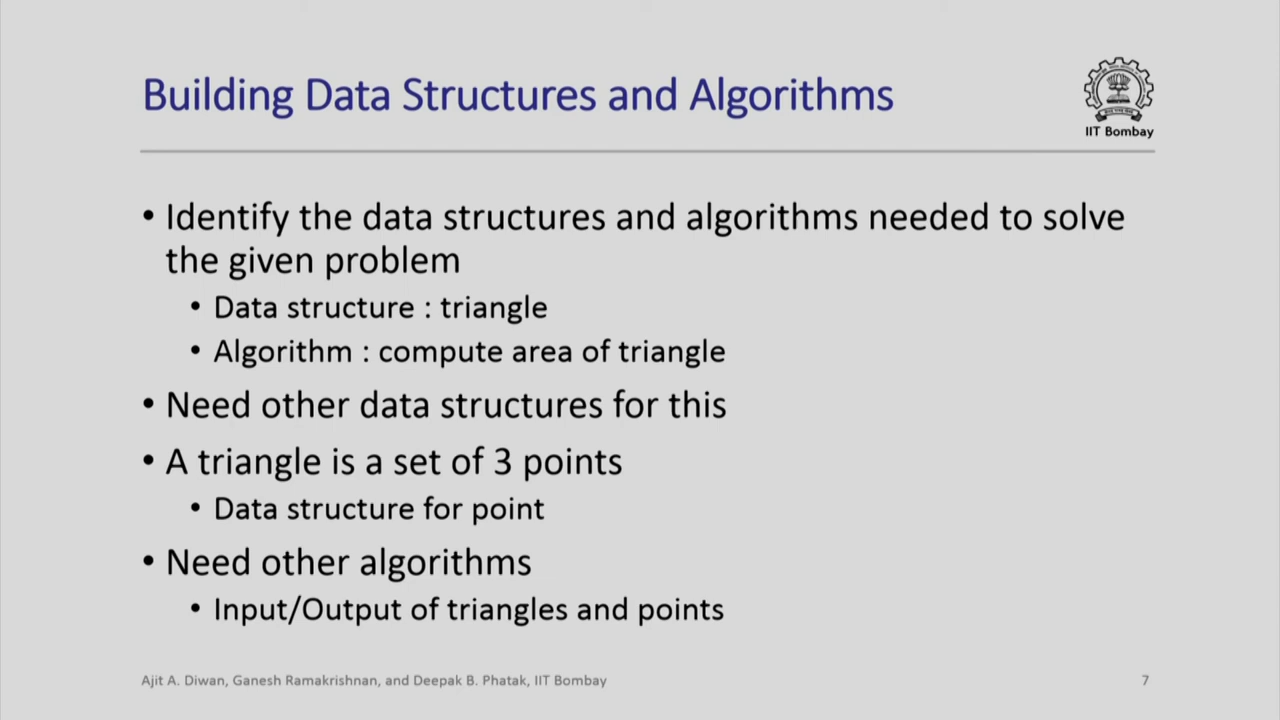 Building Data Structures and Algorithms
IIT Bombay
• Identify the data structures and algorithms needed to solve
the given problem
• Data structure : triangle
• Algorithm : compute area of triangle
• Need other data structures for this
• A triangle is a set of 3 points
• Data structure for point
• Need other algorithms
• Input/Output of triangles and points
Ajit A. Diwan, Ganesh Ramakrishnan, and Deepak B. Phatak, IIT Bombay
7